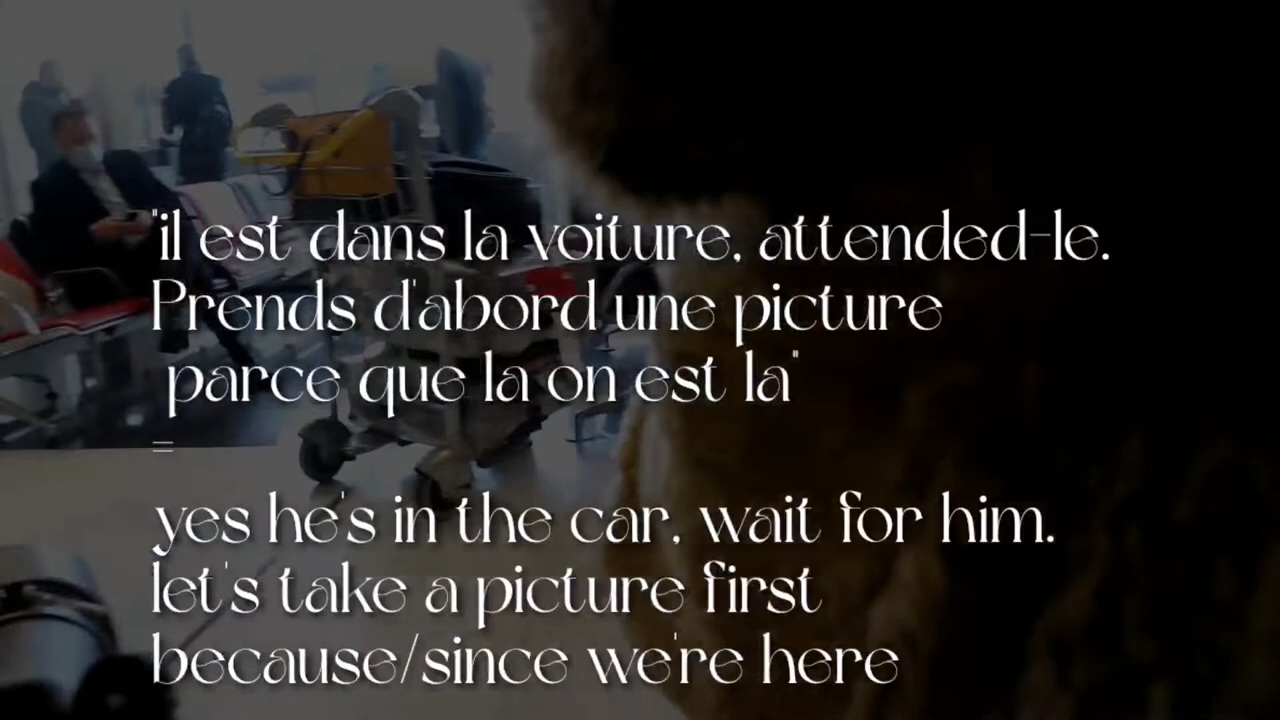 "il est dans la voiture, attended-le.
Prends d'abord une picture
parce que la on est la"
=
yes he's in the car, wait for him.
let's take a picture first
because/since we're here